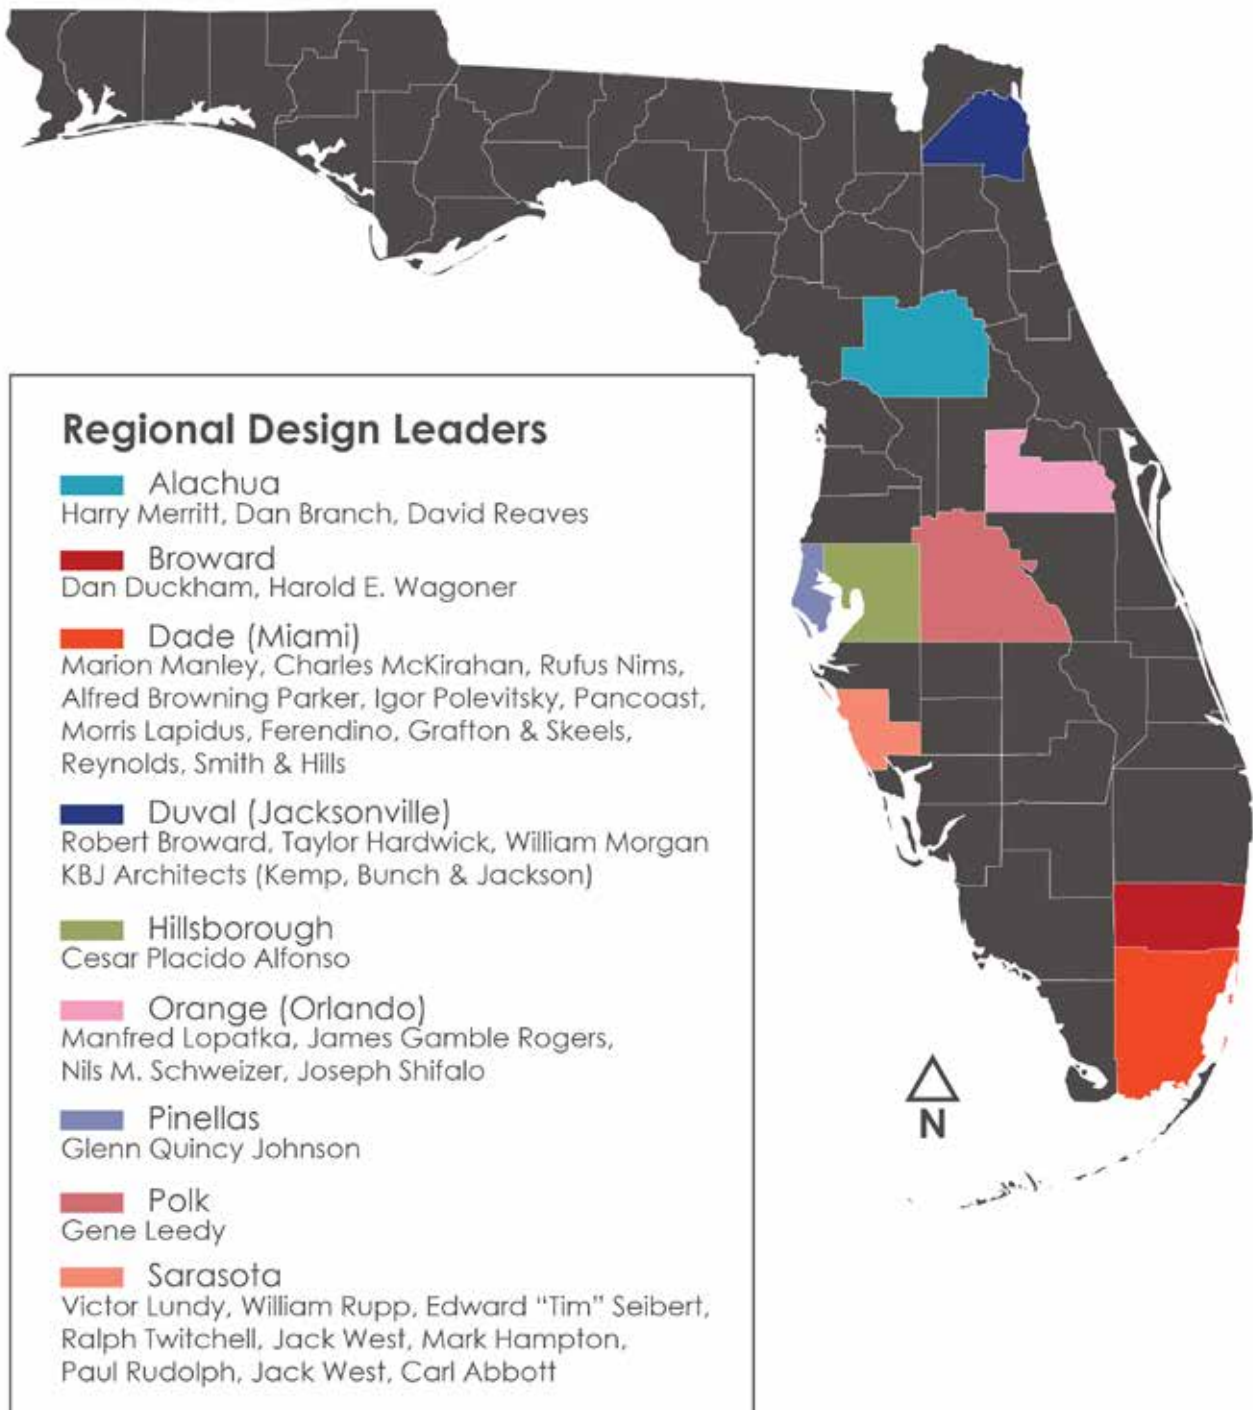 Regional Design Leaders
Alachua
Harry Merritt, Dan Branch, David Reaves
Broward
Dan Duckham, Harold E. Wagoner
Dade (Miami)
Marion Manley, Charles McKirahan, Rufus Nims,
Alfred Browning Parker, Igor Polevitsky, Pancoast,
Morris Lapidus, Ferendino, Grafton & Skeels,
Reynolds, Smith & Hills
Duval (Jacksonville)
Robert Broward, Taylor Hardwick, William Morgan
KBJ Architects (Kemp, Bunch & Jackson)
Hillsborough
Cesar Placido Alfonso
Orange (Orlando)
Manfred Lopatka, James Gamble Rogers,
Nils M. Schweizer, Joseph Shifalo
Pinellas
Glenn Quincy Johnson
Polk
Gene Leedy
Sarasota
Victor Lundy, William Rupp, Edward “Tim” Seibert,
Ralph Twitchell, Jack West, Mark Hampton,
Paul Rudolph, Jack West, Carl Abbott
N